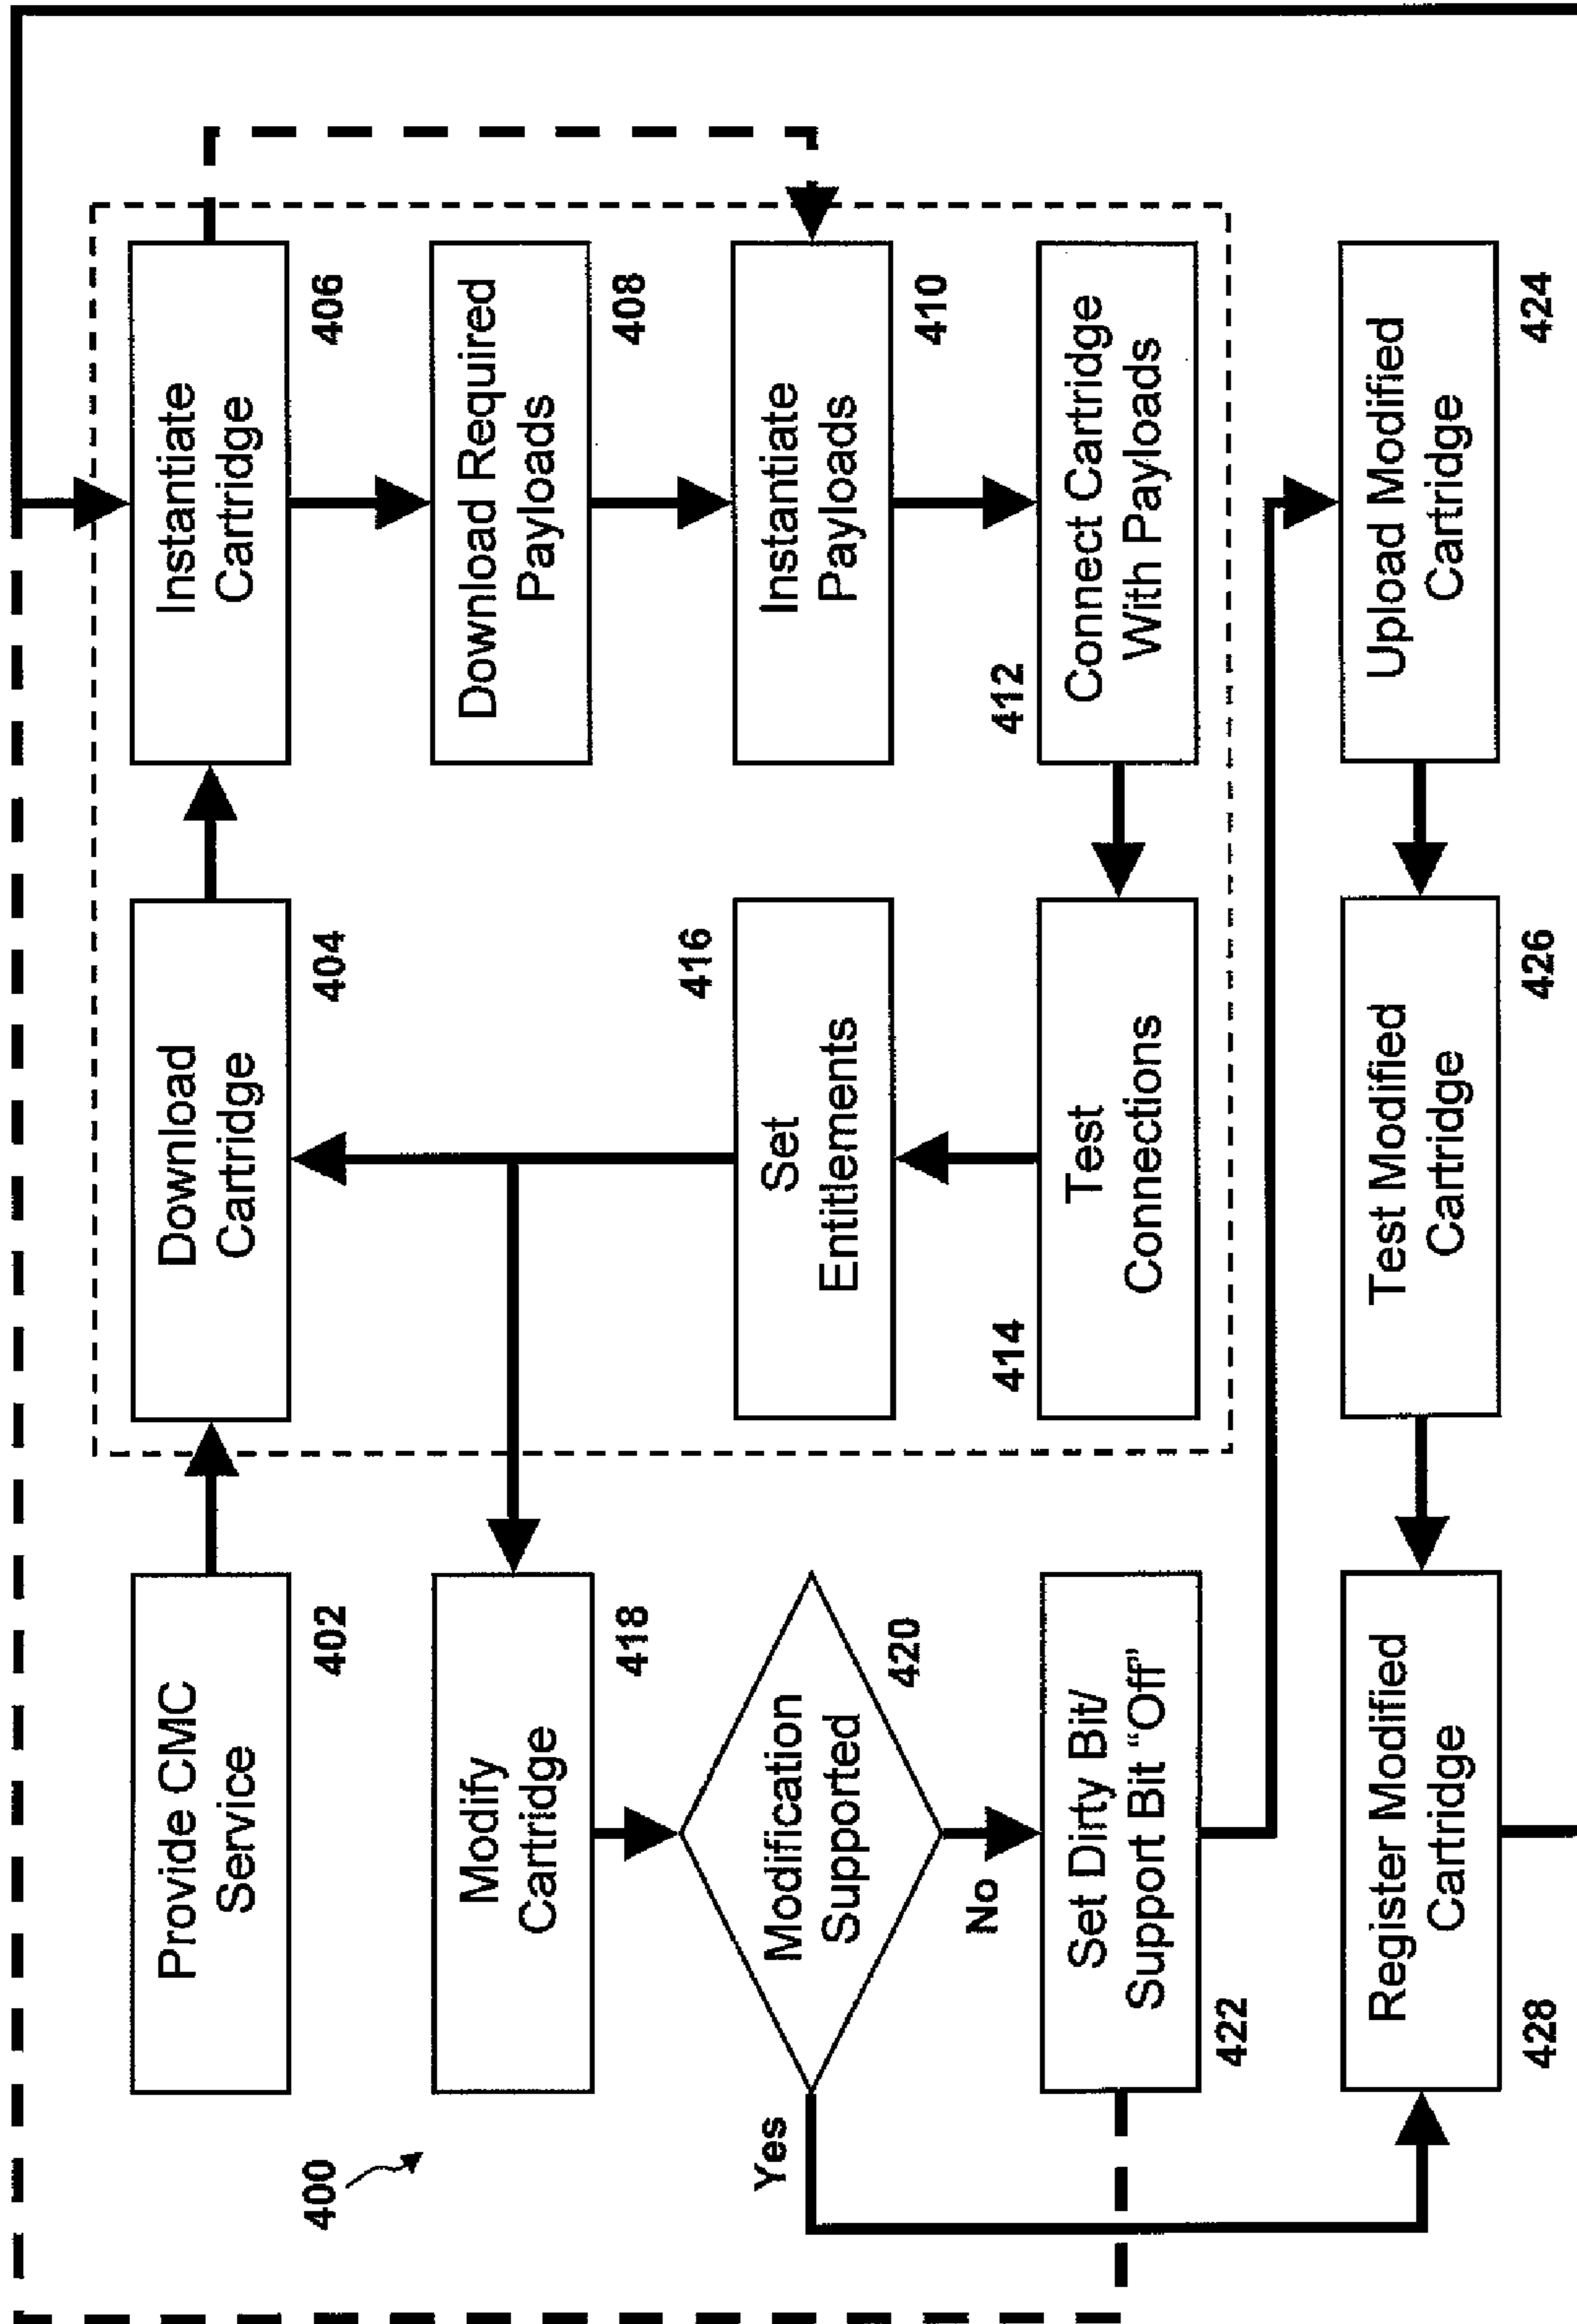 400
Provide CMC
Service
402
Download
Cartridge
404
Instantiate
Cartridge
406
Modify
Cartridge
418
Download Required
Payloads
408
Yes
Modification
Supported
420
Set
Entitlements
416
Instantiate
Payloads
410
No
Set Dirty Bit/
Support Bit “Off”
422
Test
Connections
414
Connect Cartridge
With Payloads
412
Register Modified
Cartridge
428
Test Modified
Cartridge
426
Upload Modified
Cartridge
424